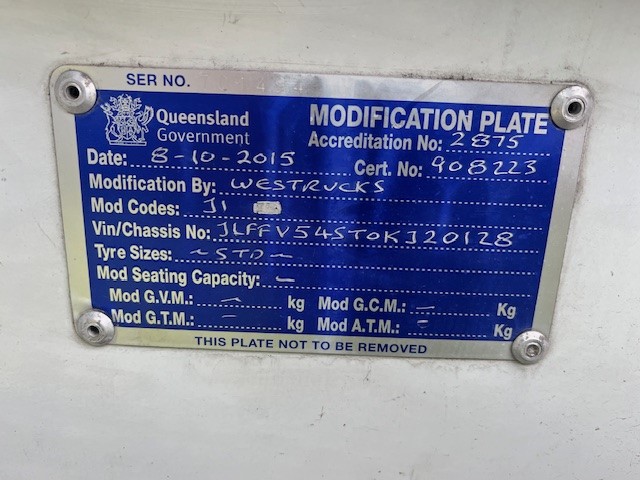 SER NO.
Queensland
Government
MODIFICATION PLATE
Accreditation No: 2875
Date: 8-10-2015
Cert. No: 908223
Modification By: WESTRUCKS
Mod Codes: J1
Vin/Chassis No: JLFFV54STOKJ20128
Tyre Sizes: ~STD~
Mod Seating Capacity: -
Mod G.V.M.: - kg Mod G.C.M.: - Kg
Mod G.T.M.: - kg Mod A.T.M.: - Kg
THIS PLATE NOT TO BE REMOVED